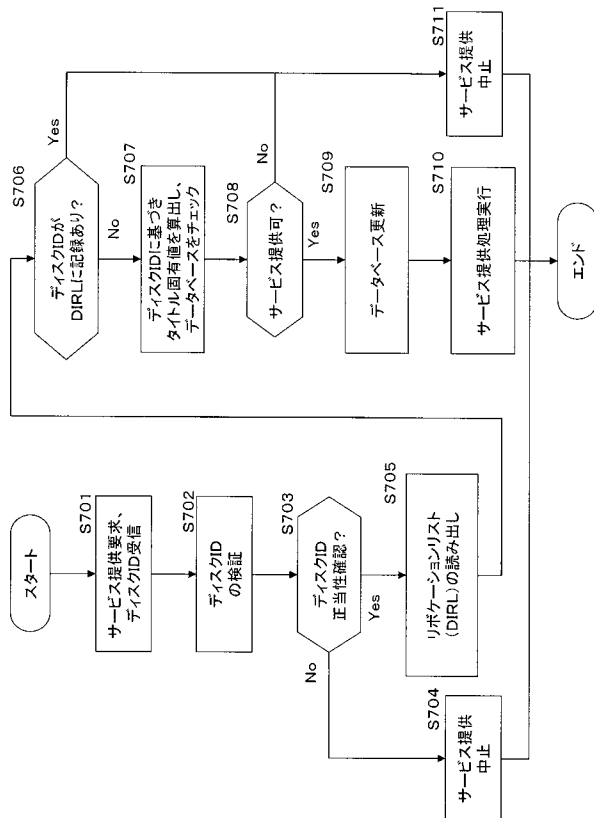 スタート
S701
サービス提供要求、
ディスクID受信
S702
ディスクID
の検証
S703
ディスクID
正当性確認？
No
Yes
S704
サービス提供
中止
S705
リボケーションリスト
(DIRL)の読み出し
S706
ディスクIDが
DIRLに記録あり？
Yes
No
S707
ディスクIDに基づき
タイトル固有値を算出し、
データベースをチェック
S708
サービス提供可？
No
Yes
S709
データベース更新
S710
サービス提供処理実行
S711
サービス提供
中止
エンド